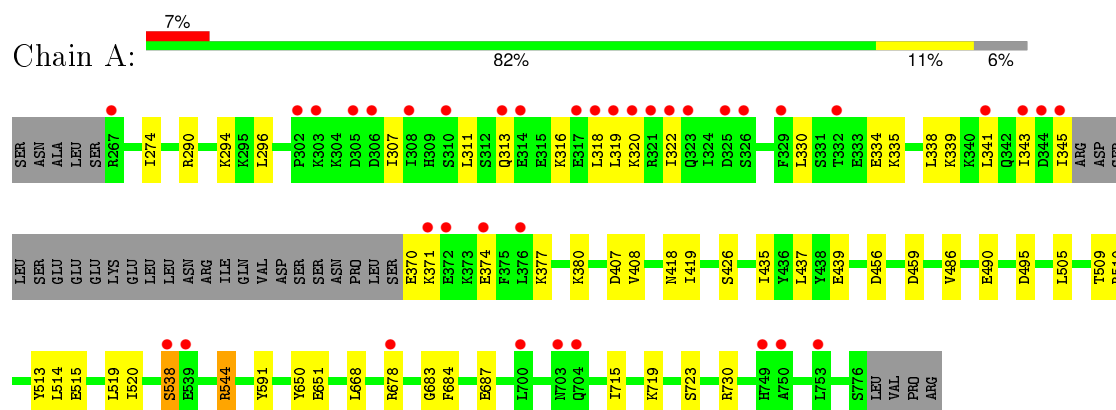 7%
Chain A:
82% 11% 6%
SER ASN ALA LEU SER R267 I274 R290 K294 K295 L296 P302 K303 K304 D305 D306 I307 I308 H309 S310 L311 S312 Q313 E314 E315 K316 E317 L318 L319 K320 R321 I322 Q323 I324 D325 S326 F329 L330 S331 T332 E333 E334 K335 L338 K339 K340 L341 Q342 I343 D344 I345 ARG ASP
LEU SER GLU GLU GLU LYS GLU LEU LEU ASN ARG ILE GLN VAL ASP SER SER ASN PRO LEU SER E370 K371 E372 K373 E374 F375 L376 K377 K380 D407 V408 N418 I419 S426 I435 Y436 L437 Y438 E439 D456 D459 V486 E490 D495 L505 T509
Y513 L514 E515 L519 I520 S538 E539 R544 Y591 Y650 E651 L668 R678 G683 F684 E687 L700 N703 Q704 I715 K719 S723 R730 H749 A750 L753 S776 LEU VAL PRO ARG